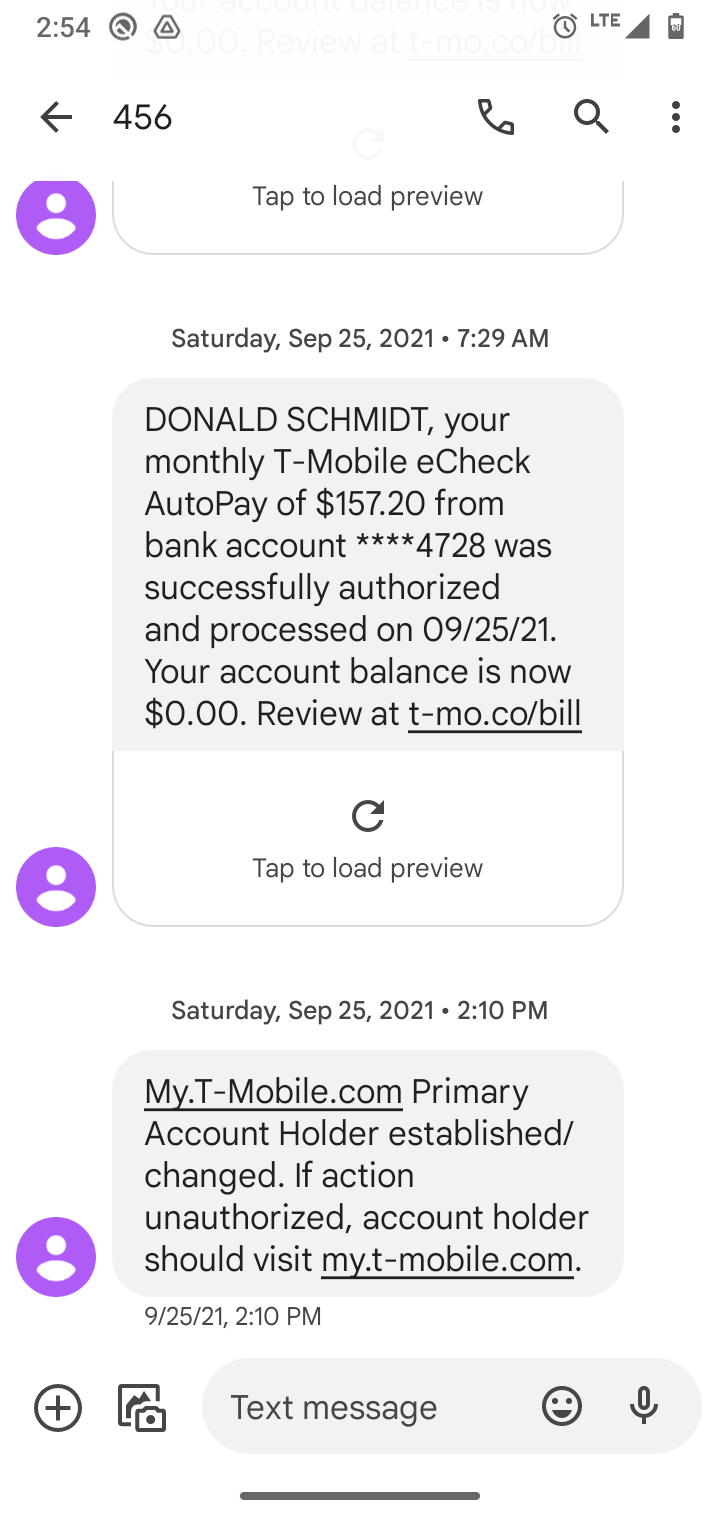 Your account balance is now
2:54
LTE
$0.00. Review at t-mo.co/bill
456
Tap to load preview
Saturday, Sep 25, 2021 • 7:29 AM
DONALD SCHMIDT, your
monthly T-Mobile eCheck
AutoPay of $157.20 from
bank account ****4728 was
successfully authorized
and processed on 09/25/21.
Your account balance is now
$0.00. Review at t-mo.co/bill
Tap to load preview
Saturday, Sep 25, 2021 • 2:10 PM
My.T-Mobile.com Primary
Account Holder established/
changed. If action
unauthorized, account holder
should visit my.t-mobile.com.
9/25/21, 2:10 PM
Text message